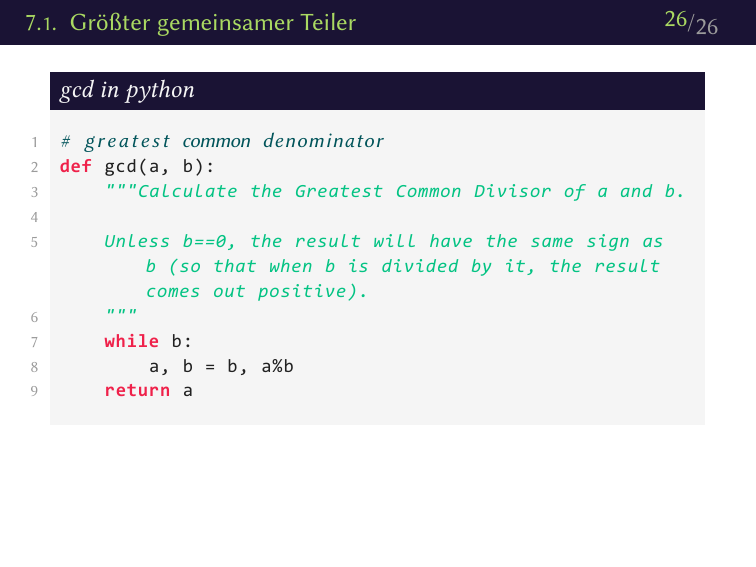 7.1. Größter gemeinsamer Teiler 26/26
gcd in python
1 # greatest common denominator
2 def gcd(a, b):
3 """Calculate the Greatest Common Divisor of a and b.
4
5 Unless b==0, the result will have the same sign as
b (so that when b is divided by it, the result
comes out positive).
6 """
7 while b:
8 a, b = b, a%b
9 return a